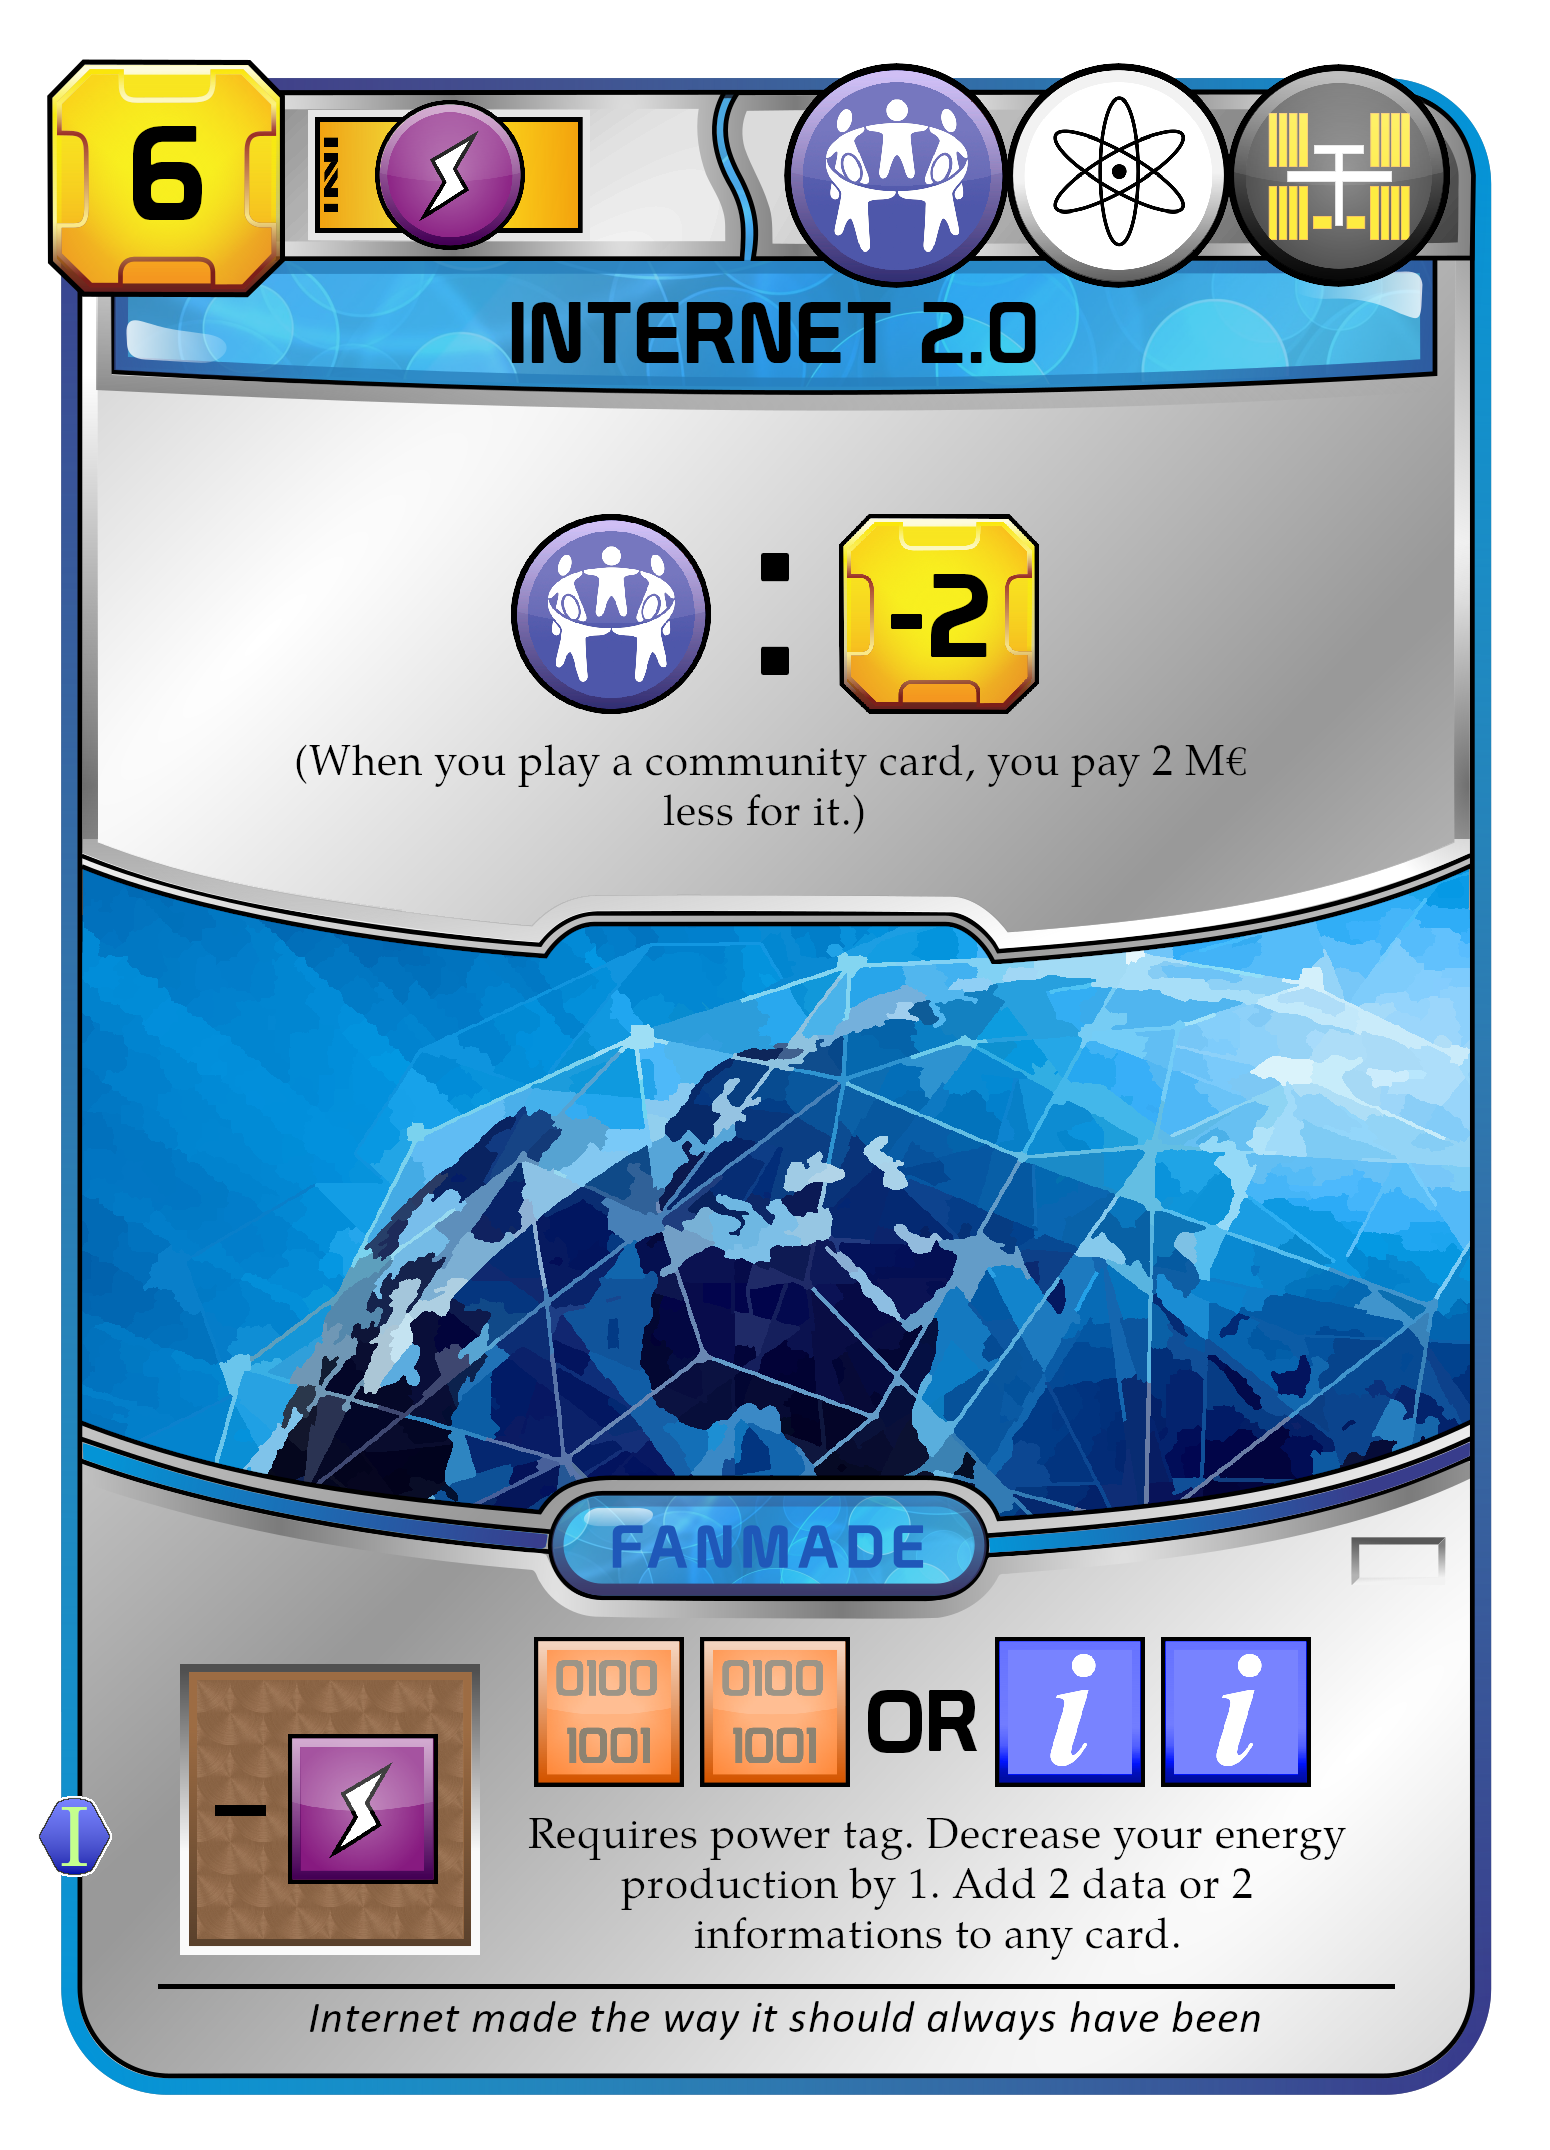 6
INTERNET 2.0
: -2
(When you play a community card, you pay 2 M€
less for it.)
FANMADE
0100 0100 OR i i
1001 1001
-
Requires power tag. Decrease your energy
production by 1. Add 2 data or 2
informations to any card.
I
Internet made the way it should always have been